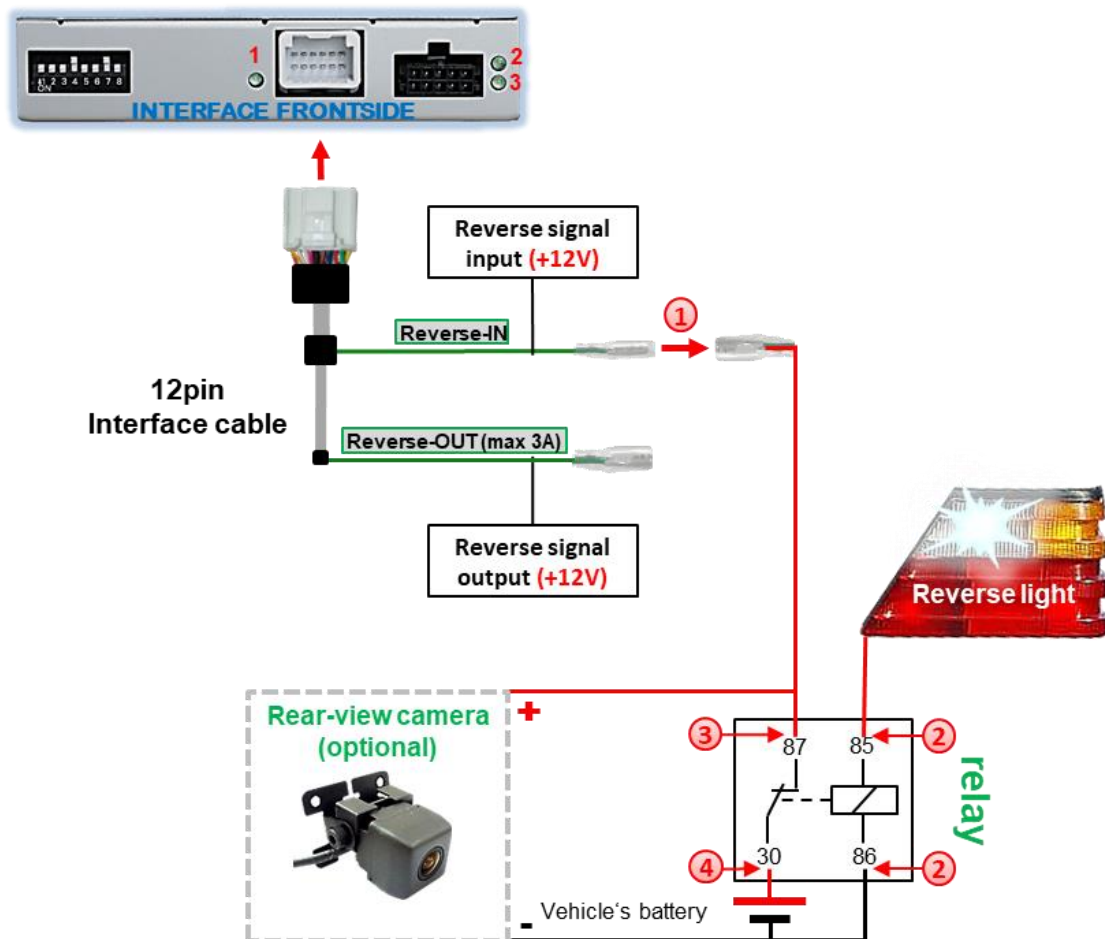 1
2
3
1 2 3 4 5 6 7 8
ON
INTERFACE FRONTSIDE
Reverse signal
input (+12V)
1
Reverse-IN
12pin
Interface cable
Reverse-OUT (max 3A)
Reverse signal
output (+12V)
Reverse light
Rear-view camera
(optional)
+
3
87
85
2
relay
4
30
86
2
-
Vehicle's battery